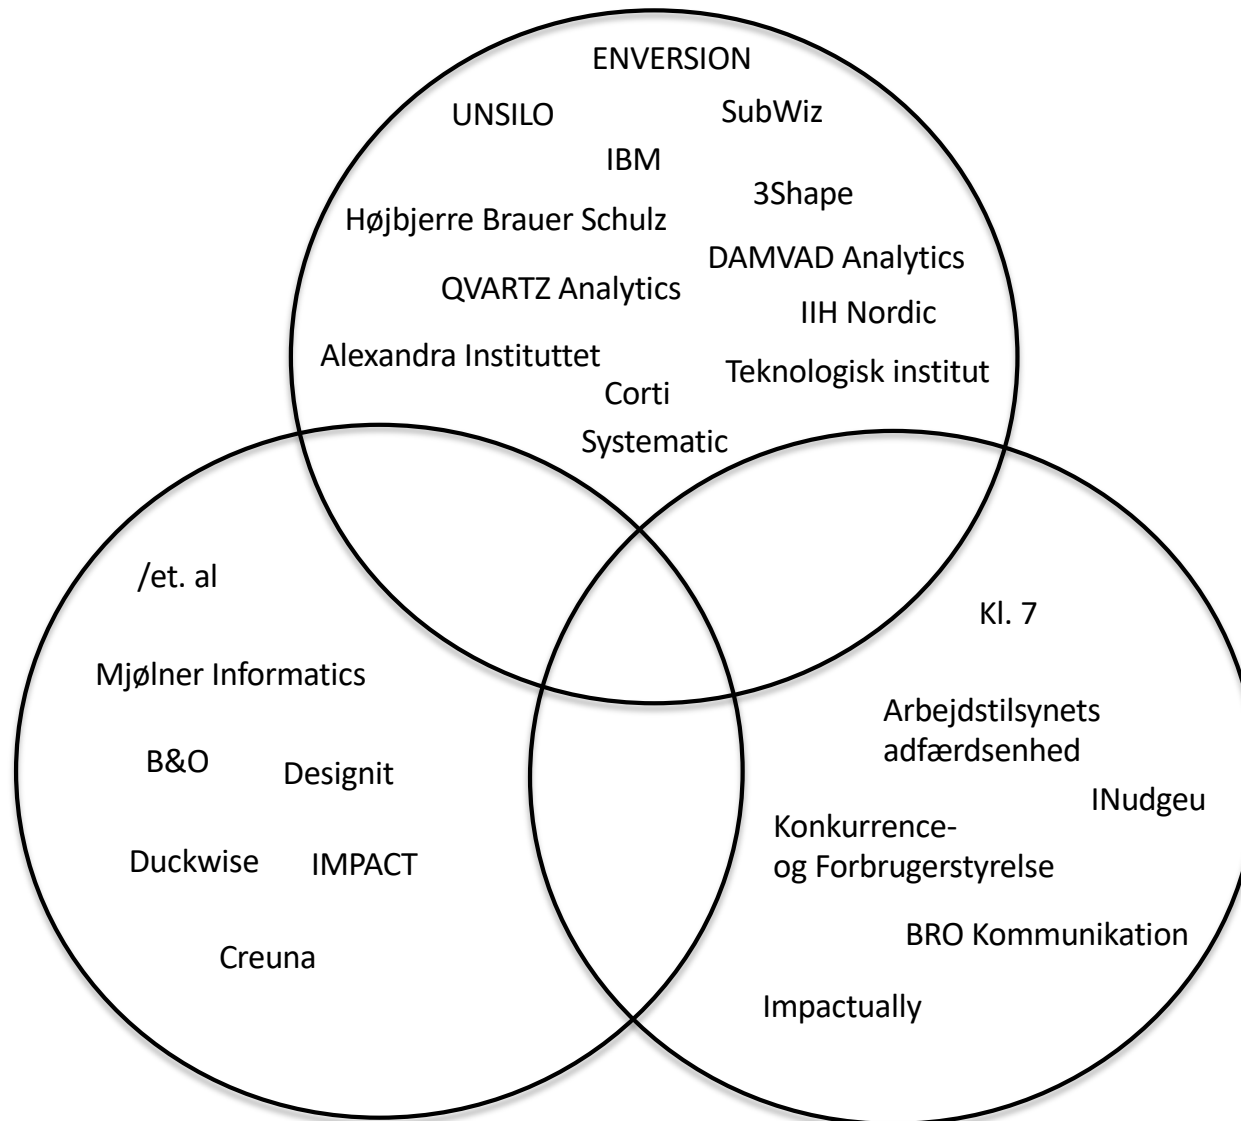 ENVERSION
UNSILO
SubWiz
IBM
3Shape
Højbjerre Brauer Schulz
DAMVAD Analytics
QVARTZ Analytics
IIH Nordic
Alexandra Instituttet
Teknologisk institut
Corti
Systematic
/et. al
Mjølner Informatics
B&O
Designit
Duckwise
IMPACT
Creuna
Kl. 7
Arbejdstilsynets
adfærdsenhed
INudgeu
Konkurrence-
og Forbrugerstyrelse
BRO Kommunikation
Impactually